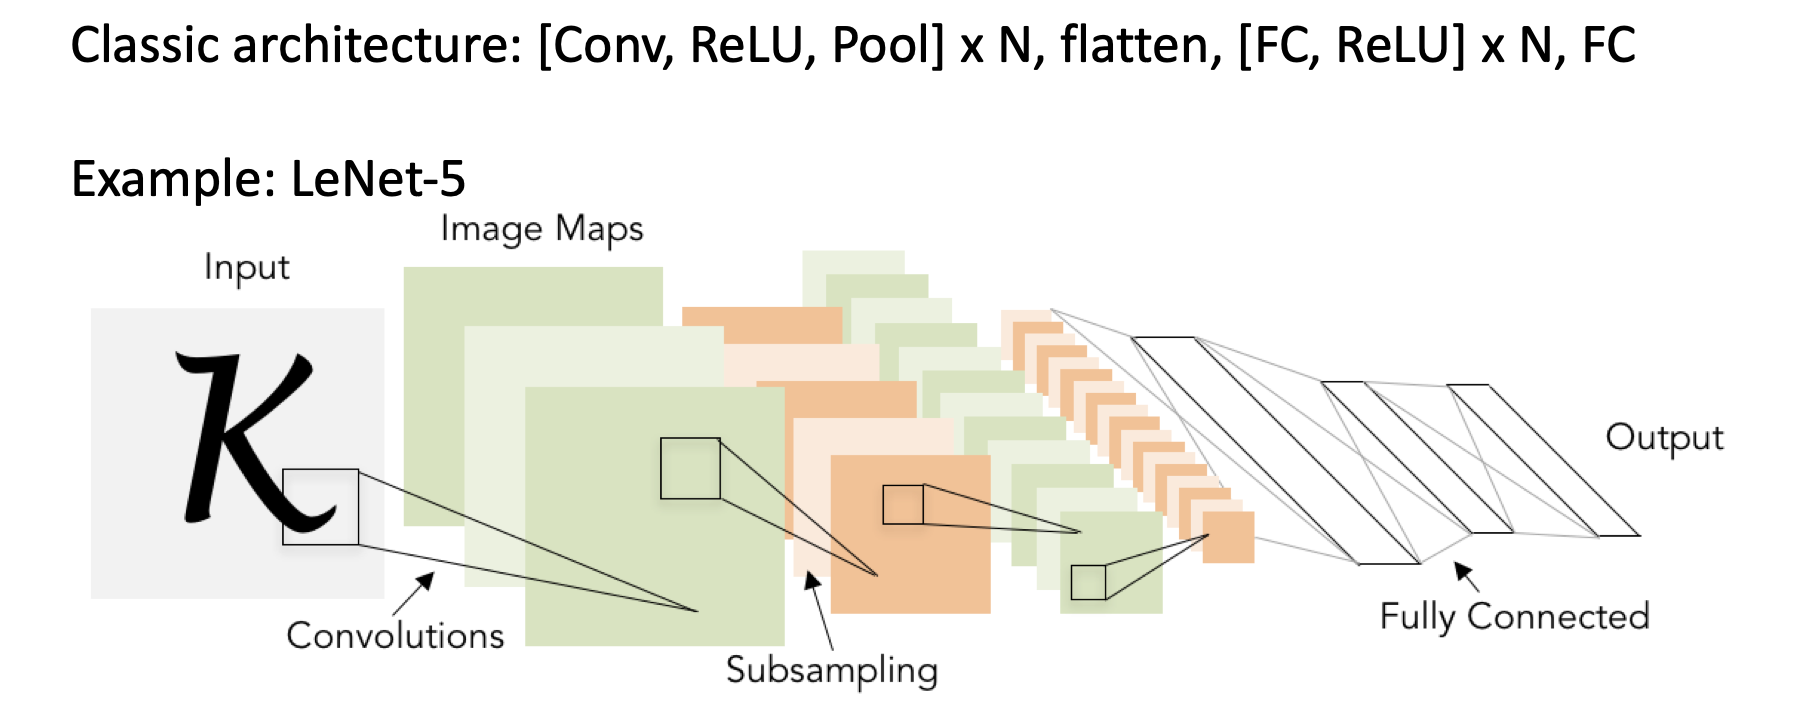 Classic architecture: [Conv, ReLU, Pool] x N, flatten, [FC, ReLU] x N, FC
Example: LeNet-5
Image Maps
Input
K
Output
Convolutions
Fully Connected
Subsampling